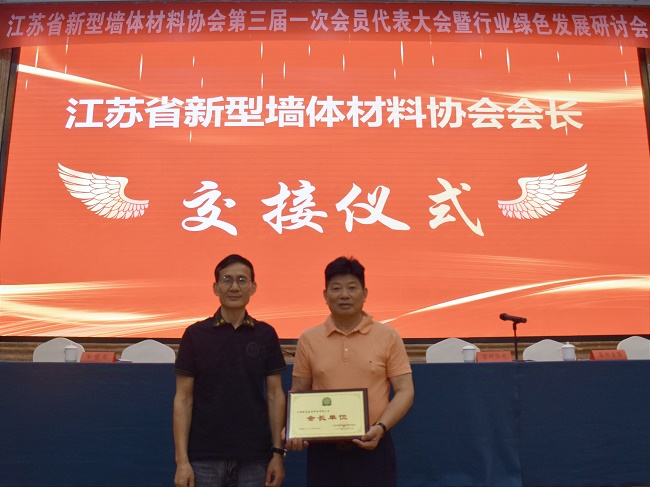 江苏省新型墙体材料协会第三届一次会员代表大会暨行业绿色发展研讨会
江苏省新型墙体材料协会会长
交接仪式
会长单位